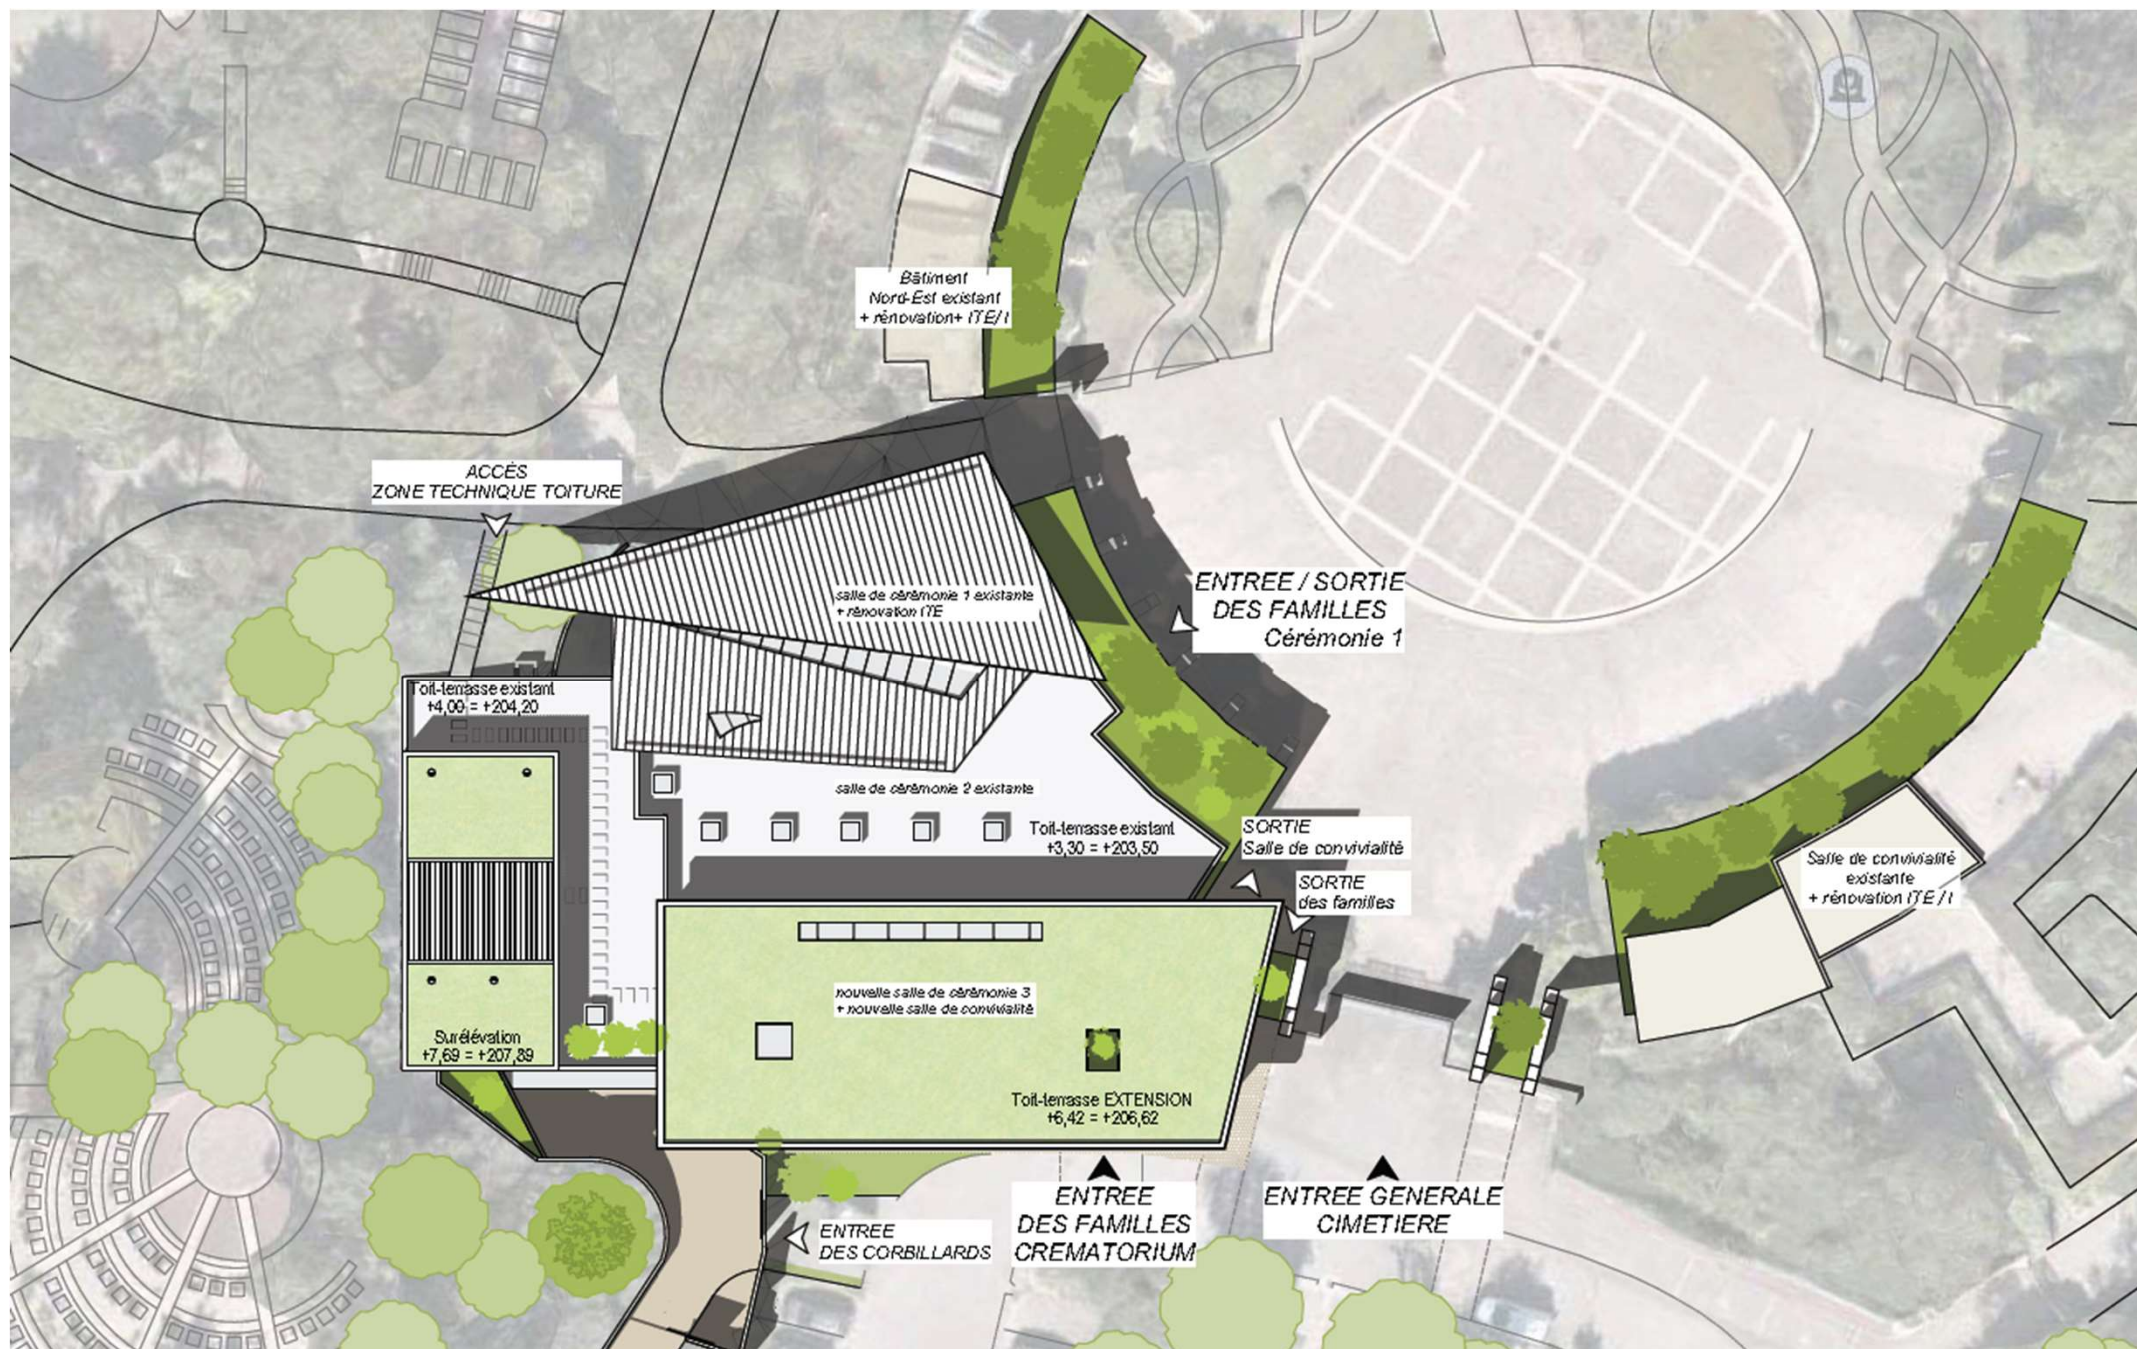 Bâtiment
Nord-Est existant
+ rénovation+ ITE/I
ACCÈS
ZONE TECHNIQUE TOITURE
salle de cérémonie 1 existante
+ rénovation ITE
ENTREE / SORTIE
DES FAMILLES
Cérémonie 1
Toit-terrasse existant
+4,00 = +204,20
salle de cérémonie 2 existante
Toit-terrasse existant
+3,30 = +203,50
SORTIE
Salle de convivialité
SORTIE
des familles
Salle de convivialité
existante
+ rénovation ITE / I
nouvelle salle de cérémonie 3
+ nouvelle salle de convivialité
Surélévation
+7,69 = +207,89
Toit-terrasse EXTENSION
+6,42 = +206,62
ENTREE
DES FAMILLES
CREMATORIUM
ENTREE GENERALE
CIMETIERE
ENTREE
DES CORBILLARDS